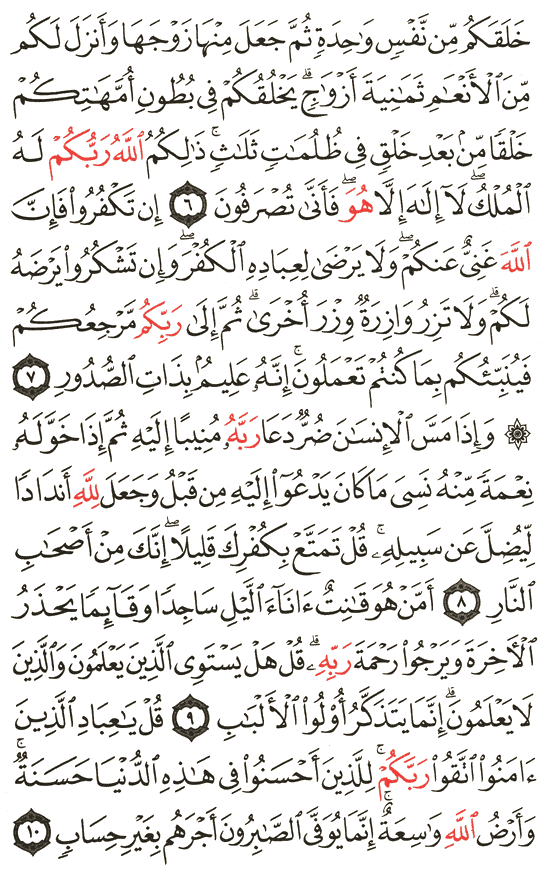 خَلَقَكُم مِّن نَّفْسٍ وَٰحِدَةٍ ثُمَّ جَعَلَ مِنْهَا زَوْجَهَا وَأَنزَلَ لَكُم
مِّنَ ٱلْأَنْعَٰمِ ثَمَٰنِيَةَ أَزْوَٰجٍ ۚ يَخْلُقُكُمْ فِى بُطُونِ أُمَّهَٰتِكُمْ
خَلْقًا مِّنۢ بَعْدِ خَلْقٍ فِى ظُلُمَٰتٍ ثَلَٰثٍ ۚ ذَٰلِكُمُ ٱللَّهُ رَبُّكُمْ لَهُ
ٱلْمُلْكُ ۖ لَآ إِلَٰهَ إِلَّا هُوَ ۖ فَأَنَّىٰ تُصْرَفُونَ ٦ إِن تَكْفُرُوا۟ فَإِنَّ
ٱللَّهَ غَنِىٌّ عَنكُمْ ۖ وَلَا يَرْضَىٰ لِعِبَادِهِ ٱلْكُفْرَ ۖ وَإِن تَشْكُرُوا۟ يَرْضَهُ
لَكُمْ ۗ وَلَا تَزِرُ وَازِرَةٌ وِزْرَ أُخْرَىٰ ۗ ثُمَّ إِلَىٰ رَبِّكُم مَّرْجِعُكُمْ
فَيُنَبِّئُكُم بِمَا كُنتُمْ تَعْمَلُونَ ۚ إِنَّهُۥ عَلِيمٌۢ بِذَاتِ ٱلصُّدُورِ ٧
۞ وَإِذَا مَسَّ ٱلْإِنسَٰنَ ضُرٌّ دَعَا رَبَّهُۥ مُنِيبًا إِلَيْهِ ثُمَّ إِذَا خَوَّلَهُۥ
نِعْمَةً مِّنْهُ نَسِىَ مَا كَانَ يَدْعُوٓا۟ إِلَيْهِ مِن قَبْلُ وَجَعَلَ لِلَّهِ أَندَادًا
لِّيُضِلَّ عَن سَبِيلِهِۦ ۚ قُلْ تَمَتَّعْ بِكُفْرِكَ قَلِيلًا ۖ إِنَّكَ مِنْ أَصْحَٰبِ
ٱلنَّارِ ٨ أَمَّنْ هُوَ قَٰنِتٌ ءَانَآءَ ٱلَّيْلِ سَاجِدًا وَقَآئِمًا يَحْذَرُ
ٱلْءَاخِرَةَ وَيَرْجُوا۟ رَحْمَةَ رَبِّهِۦ ۗ قُلْ هَلْ يَسْتَوِى ٱلَّذِينَ يَعْلَمُونَ وَٱلَّذِينَ
لَا يَعْلَمُونَ ۗ إِنَّمَا يَتَذَكَّرُ أُو۟لُوا۟ ٱلْأَلْبَٰبِ ٩ قُلْ يَٰعِبَادِ ٱلَّذِينَ
ءَامَنُوا۟ ٱتَّقُوا۟ رَبَّكُمْ ۚ لِلَّذِينَ أَحْسَنُوا۟ فِى هَٰذِهِ ٱلدُّنْيَا حَسَنَةٌ ۗ
وَأَرْضُ ٱللَّهِ وَٰسِعَةٌ ۗ إِنَّمَا يُوَفَّى ٱلصَّٰبِرُونَ أَجْرَهُم بِغَيْرِ حِسَابٍ ١٠